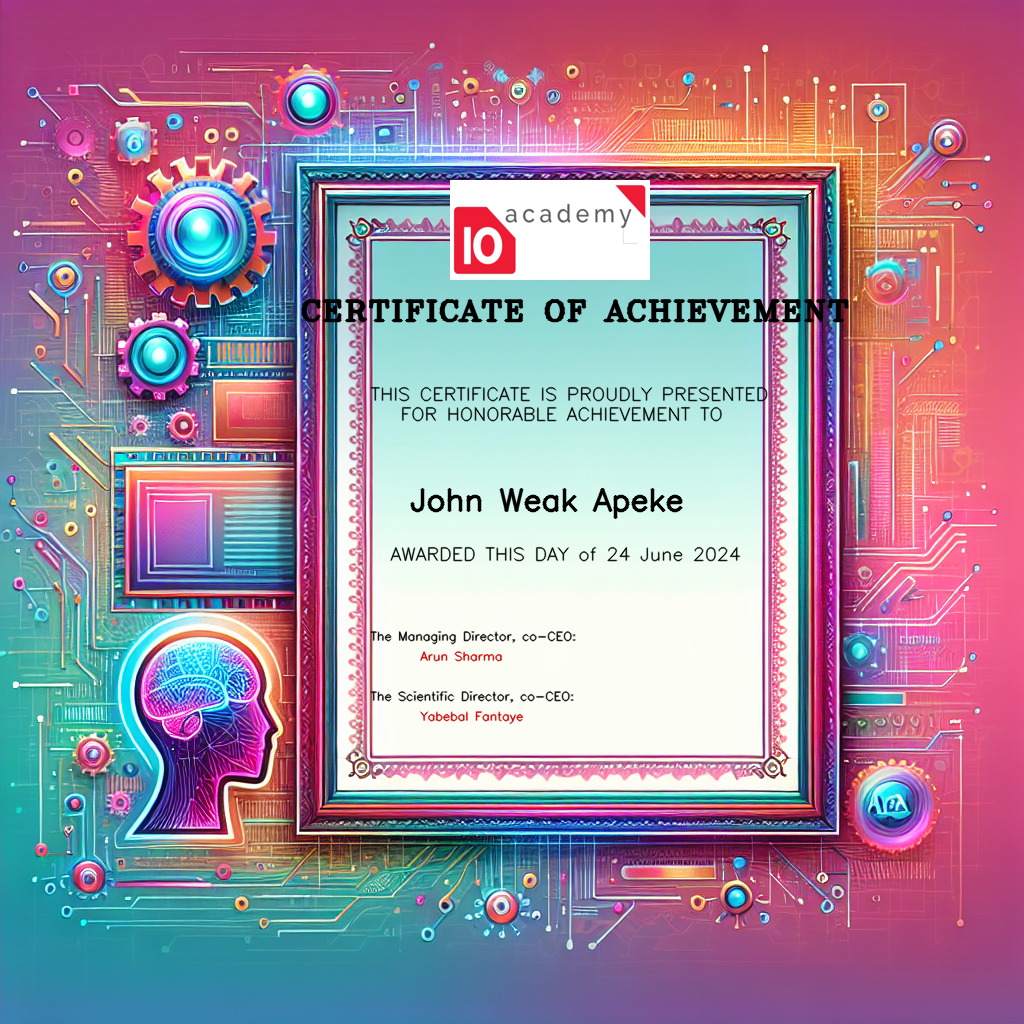 academy
10
CERTIFICATE OF ACHIEVEMENT
THIS CERTIFICATE IS PROUDLY PRESENTED
FOR HONORABLE ACHIEVEMENT TO
John Weak Apeke
AWARDED THIS DAY of 24 June 2024
The Managing Director, co-CEO:
Arun Sharma
The Scientific Director, co-CEO:
Yabebal Fantaye